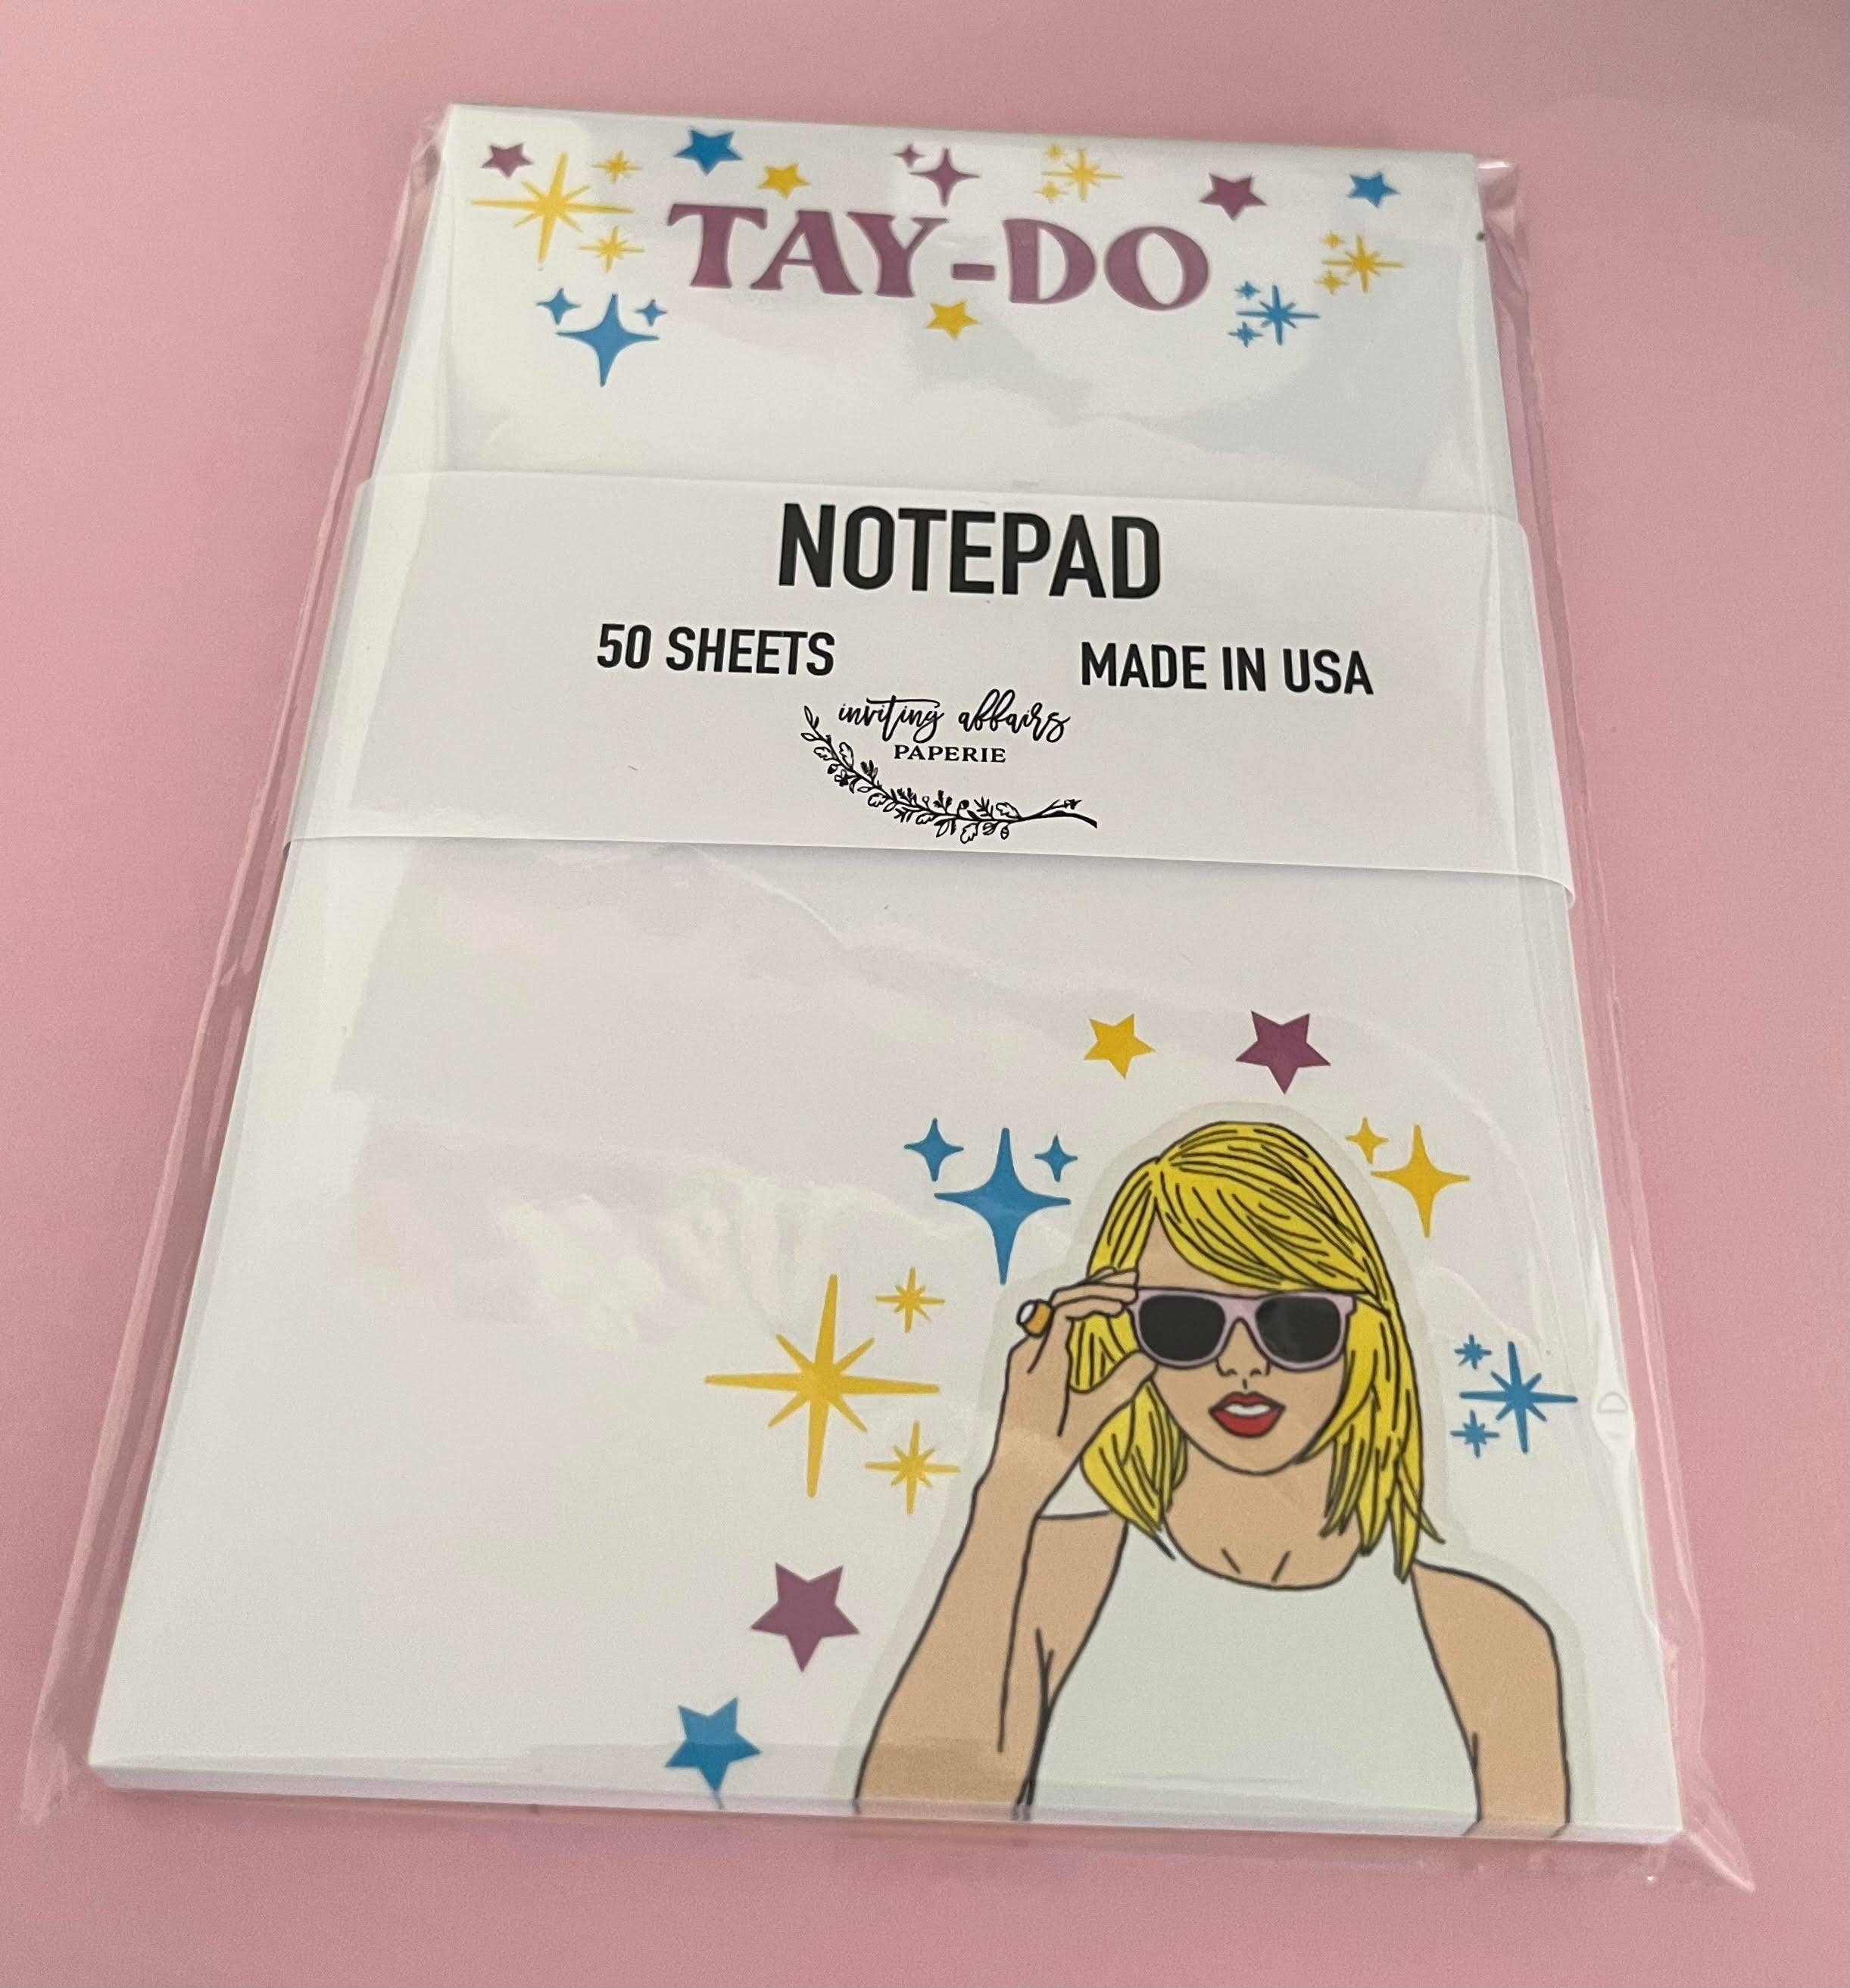 TAY-DO
NOTEPAD
50 SHEETS MADE IN USA
inviting affairs
PAPERIE